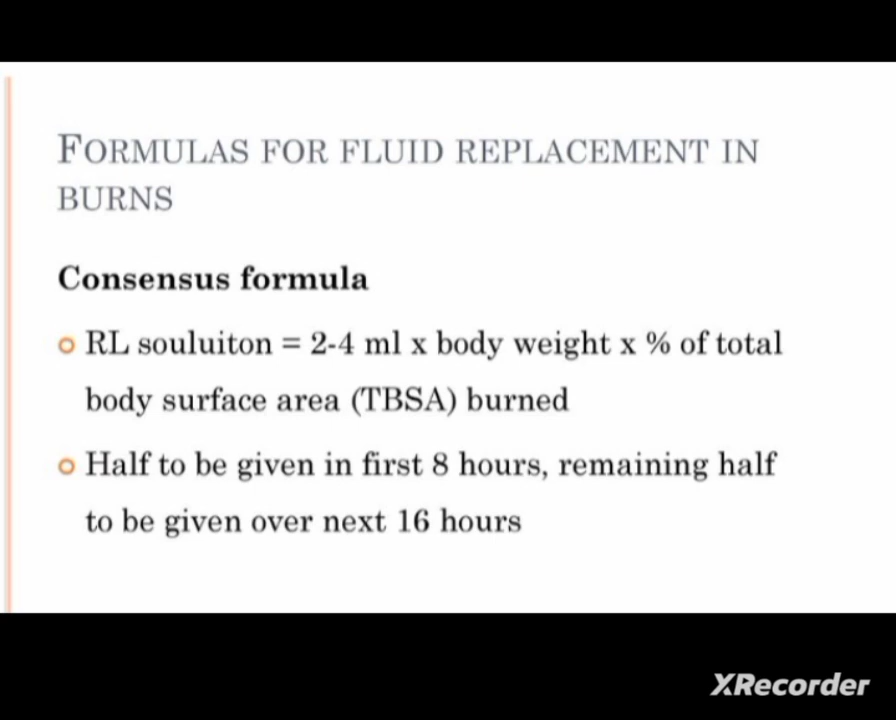 FORMULAS FOR FLUID REPLACEMENT IN
BURNS
Consensus formula
RL souluiton = 2-4 ml x body weight x % of total
body surface area (TBSA) burned
Half to be given in first 8 hours, remaining half
to be given over next 16 hours
XRecorder